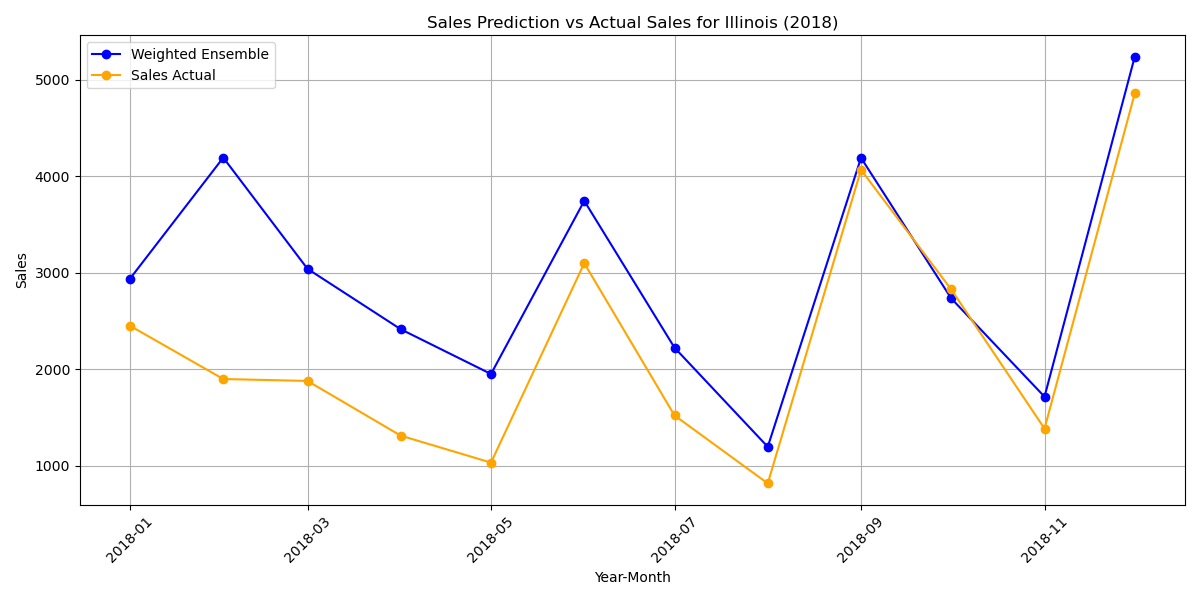 Sales Prediction vs Actual Sales for Illinois (2018)
Weighted Ensemble
Sales Actual
Sales
5000
4000
3000
2000
1000
2018-01
2018-03
2018-05
2018-07
2018-09
2018-11
Year-Month